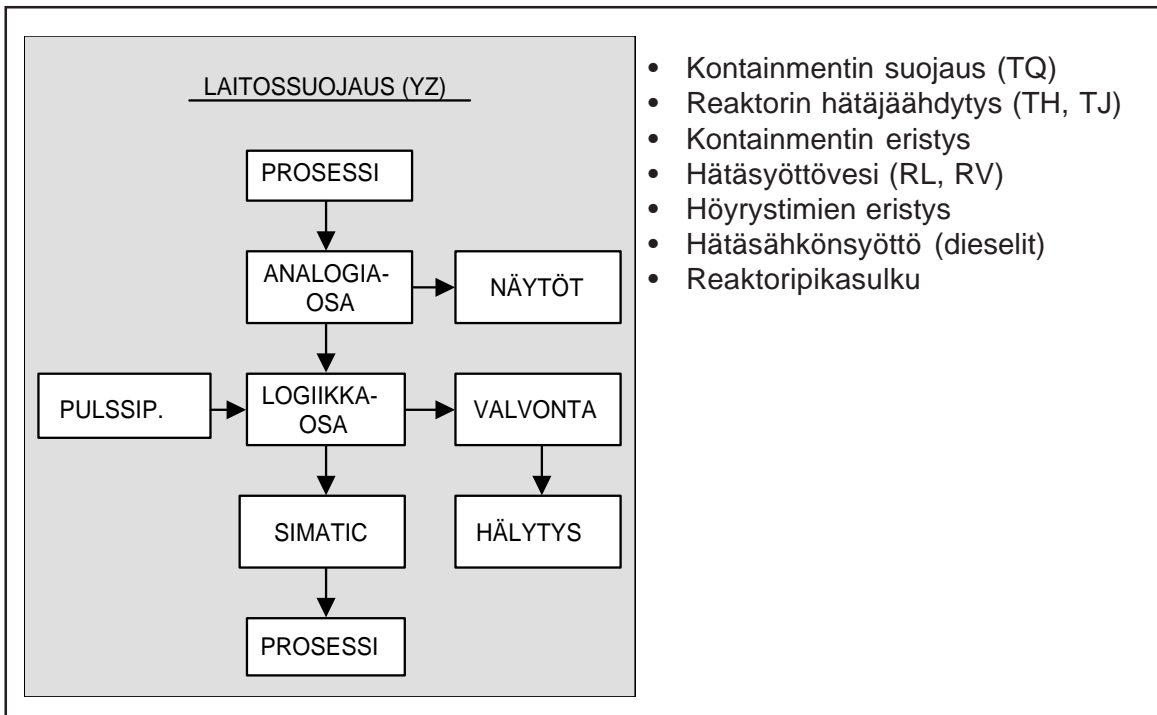 LAITOSSUOJAUS (YZ)
PROSESSI
ANALOGIA-
OSA
NÄYTÖT
PULSSIP.
LOGIIKKA-
OSA
VALVONTA
SIMATIC
HÄLYTYS
PROSESSI
• Kontainmentin suojaus (TQ)
• Reaktorin hätäjäähdytys (TH, TJ)
• Kontainmentin eristys
• Hätäsyöttövesi (RL, RV)
• Höyrystimien eristys
• Hätäsähkönsyöttö (dieselit)
• Reaktoripikasulku